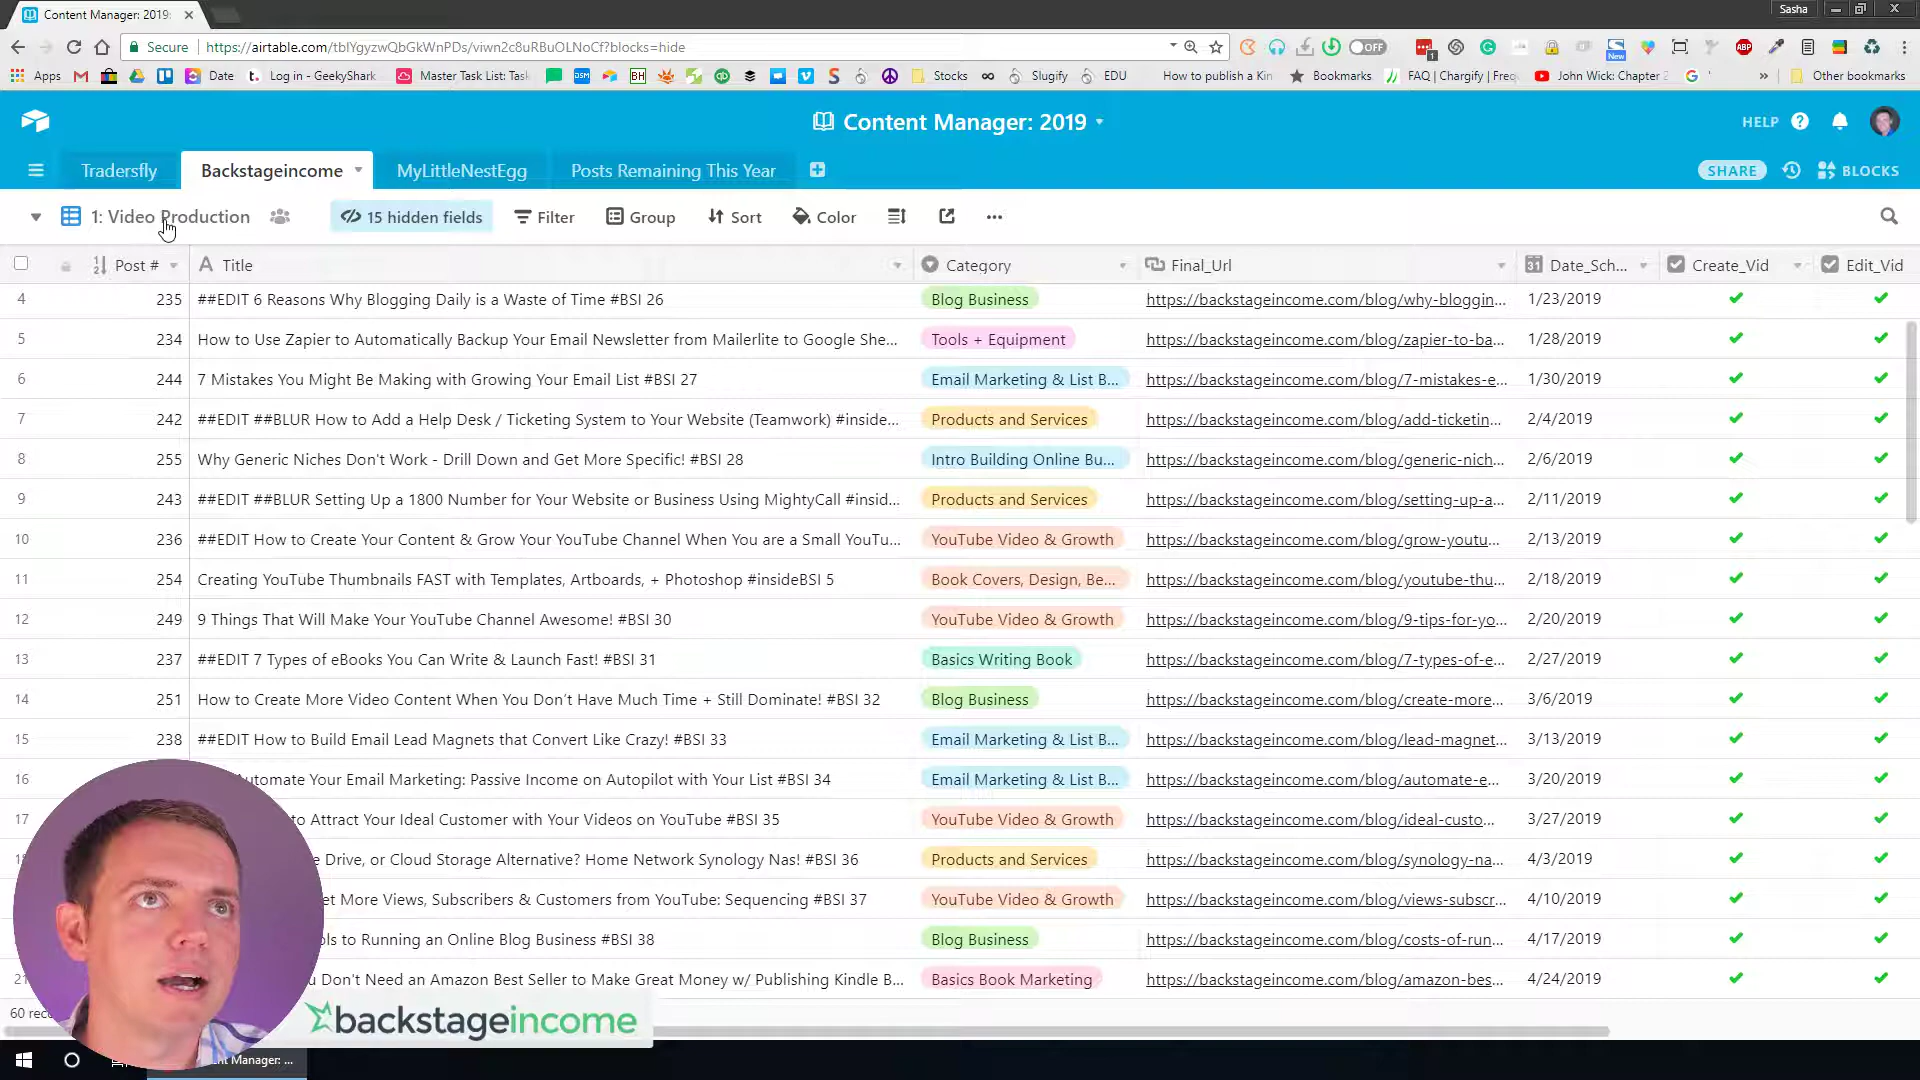 Content Manager: 2019
Sasha
Secure
https://airtable.com/tblYgyzwQbGkWnPDs/viwn2c8uRBuOLNoCf?blocks=hide
OFF
1
New
ABP
Apps
Date
Log in - GeekyShark
Master Task List: Task
BH
Stocks
Slugify
EDU
How to publish a Kin
Bookmarks
FAQ | Chargify | Freq
John Wick: Chapter 2
Other bookmarks
Content Manager: 2019
HELP
Tradersfly
Backstageincome
MyLittleNestEgg
Posts Remaining This Year
SHARE
BLOCKS
1: Video Production
15 hidden fields
Filter
Group
Sort
Color
Post # Title Category Final_Url Date_Sch... Create_Vid Edit_Vid
4 235 ##EDIT 6 Reasons Why Blogging Daily is a Waste of Time #BSI 26 Blog Business https://backstageincome.com/blog/why-bloggin... 1/23/2019
5 234 How to Use Zapier to Automatically Backup Your Email Newsletter from Mailerlite to Google She... Tools + Equipment https://backstageincome.com/blog/zapier-to-ba... 1/28/2019
6 244 7 Mistakes You Might Be Making with Growing Your Email List #BSI 27 Email Marketing & List B... https://backstageincome.com/blog/7-mistakes-e... 1/30/2019
7 242 ##EDIT ##BLUR How to Add a Help Desk / Ticketing System to Your Website (Teamwork) #inside... Products and Services https://backstageincome.com/blog/add-ticketin... 2/4/2019
8 255 Why Generic Niches Don't Work - Drill Down and Get More Specific! #BSI 28 Intro Building Online Bu... https://backstageincome.com/blog/generic-nich... 2/6/2019
9 243 ##EDIT ##BLUR Setting Up a 1800 Number for Your Website or Business Using MightyCall #insid... Products and Services https://backstageincome.com/blog/setting-up-a... 2/11/2019
10 236 ##EDIT How to Create Your Content & Grow Your YouTube Channel When You are a Small YouTu... YouTube Video & Growth https://backstageincome.com/blog/grow-youtu... 2/13/2019
11 254 Creating YouTube Thumbnails FAST with Templates, Artboards, + Photoshop #insideBSI 5 Book Covers, Design, Be... https://backstageincome.com/blog/youtube-thu... 2/18/2019
12 249 9 Things That Will Make Your YouTube Channel Awesome! #BSI 30 YouTube Video & Growth https://backstageincome.com/blog/9-tips-for-yo... 2/20/2019
13 237 ##EDIT 7 Types of eBooks You Can Write & Launch Fast! #BSI 31 Basics Writing Book https://backstageincome.com/blog/7-types-of-e... 2/27/2019
14 251 How to Create More Video Content When You Don't Have Much Time + Still Dominate! #BSI 32 Blog Business https://backstageincome.com/blog/create-more... 3/6/2019
15 238 ##EDIT How to Build Email Lead Magnets that Convert Like Crazy! #BSI 33 Email Marketing & List B... https://backstageincome.com/blog/lead-magnet... 3/13/2019
16 Automate Your Email Marketing: Passive Income on Autopilot with Your List #BSI 34 Email Marketing & List B... https://backstageincome.com/blog/automate-e... 3/20/2019
17 to Attract Your Ideal Customer with Your Videos on YouTube #BSI 35 YouTube Video & Growth https://backstageincome.com/blog/ideal-custo... 3/27/2019
e Drive, or Cloud Storage Alternative? Home Network Synology Nas! #BSI 36 Products and Services https://backstageincome.com/blog/synology-na... 4/3/2019
et More Views, Subscribers & Customers from YouTube: Sequencing #BSI 37 YouTube Video & Growth https://backstageincome.com/blog/views-subscr... 4/10/2019
ols to Running an Online Blog Business #BSI 38 Blog Business https://backstageincome.com/blog/costs-of-run... 4/17/2019
21 u Don't Need an Amazon Best Seller to Make Great Money w/ Publishing Kindle B... Basics Book Marketing https://backstageincome.com/blog/amazon-bes... 4/24/2019
60 reco
backstageincome
ent Manager: ...